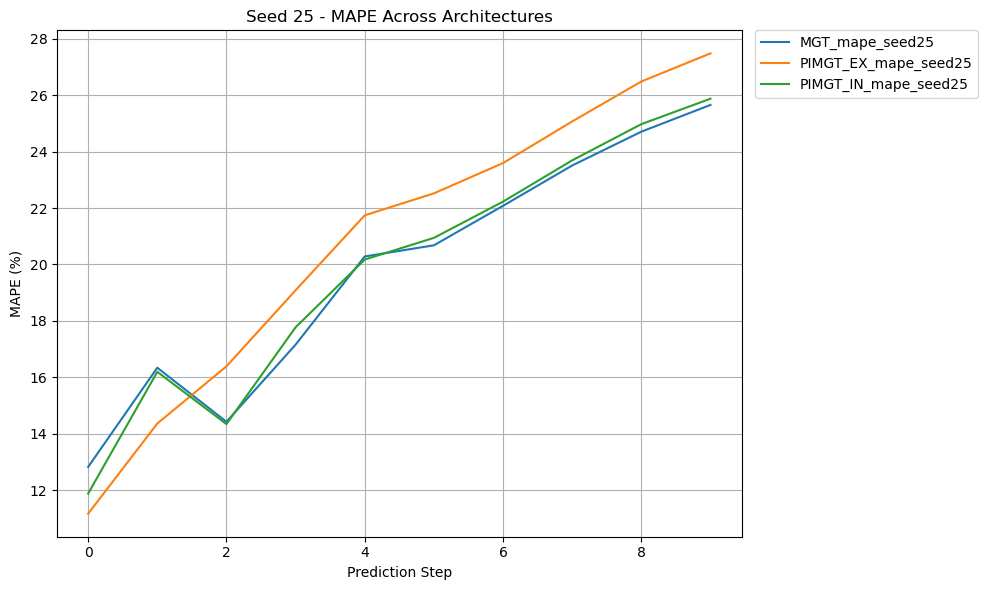 Seed 25 - MAPE Across Architectures
MGT_mape_seed25
PIMGT_EX_mape_seed25
PIMGT_IN_mape_seed25
MAPE (%)
28
26
24
22
20
18
16
14
12
0 2 4 6 8
Prediction Step